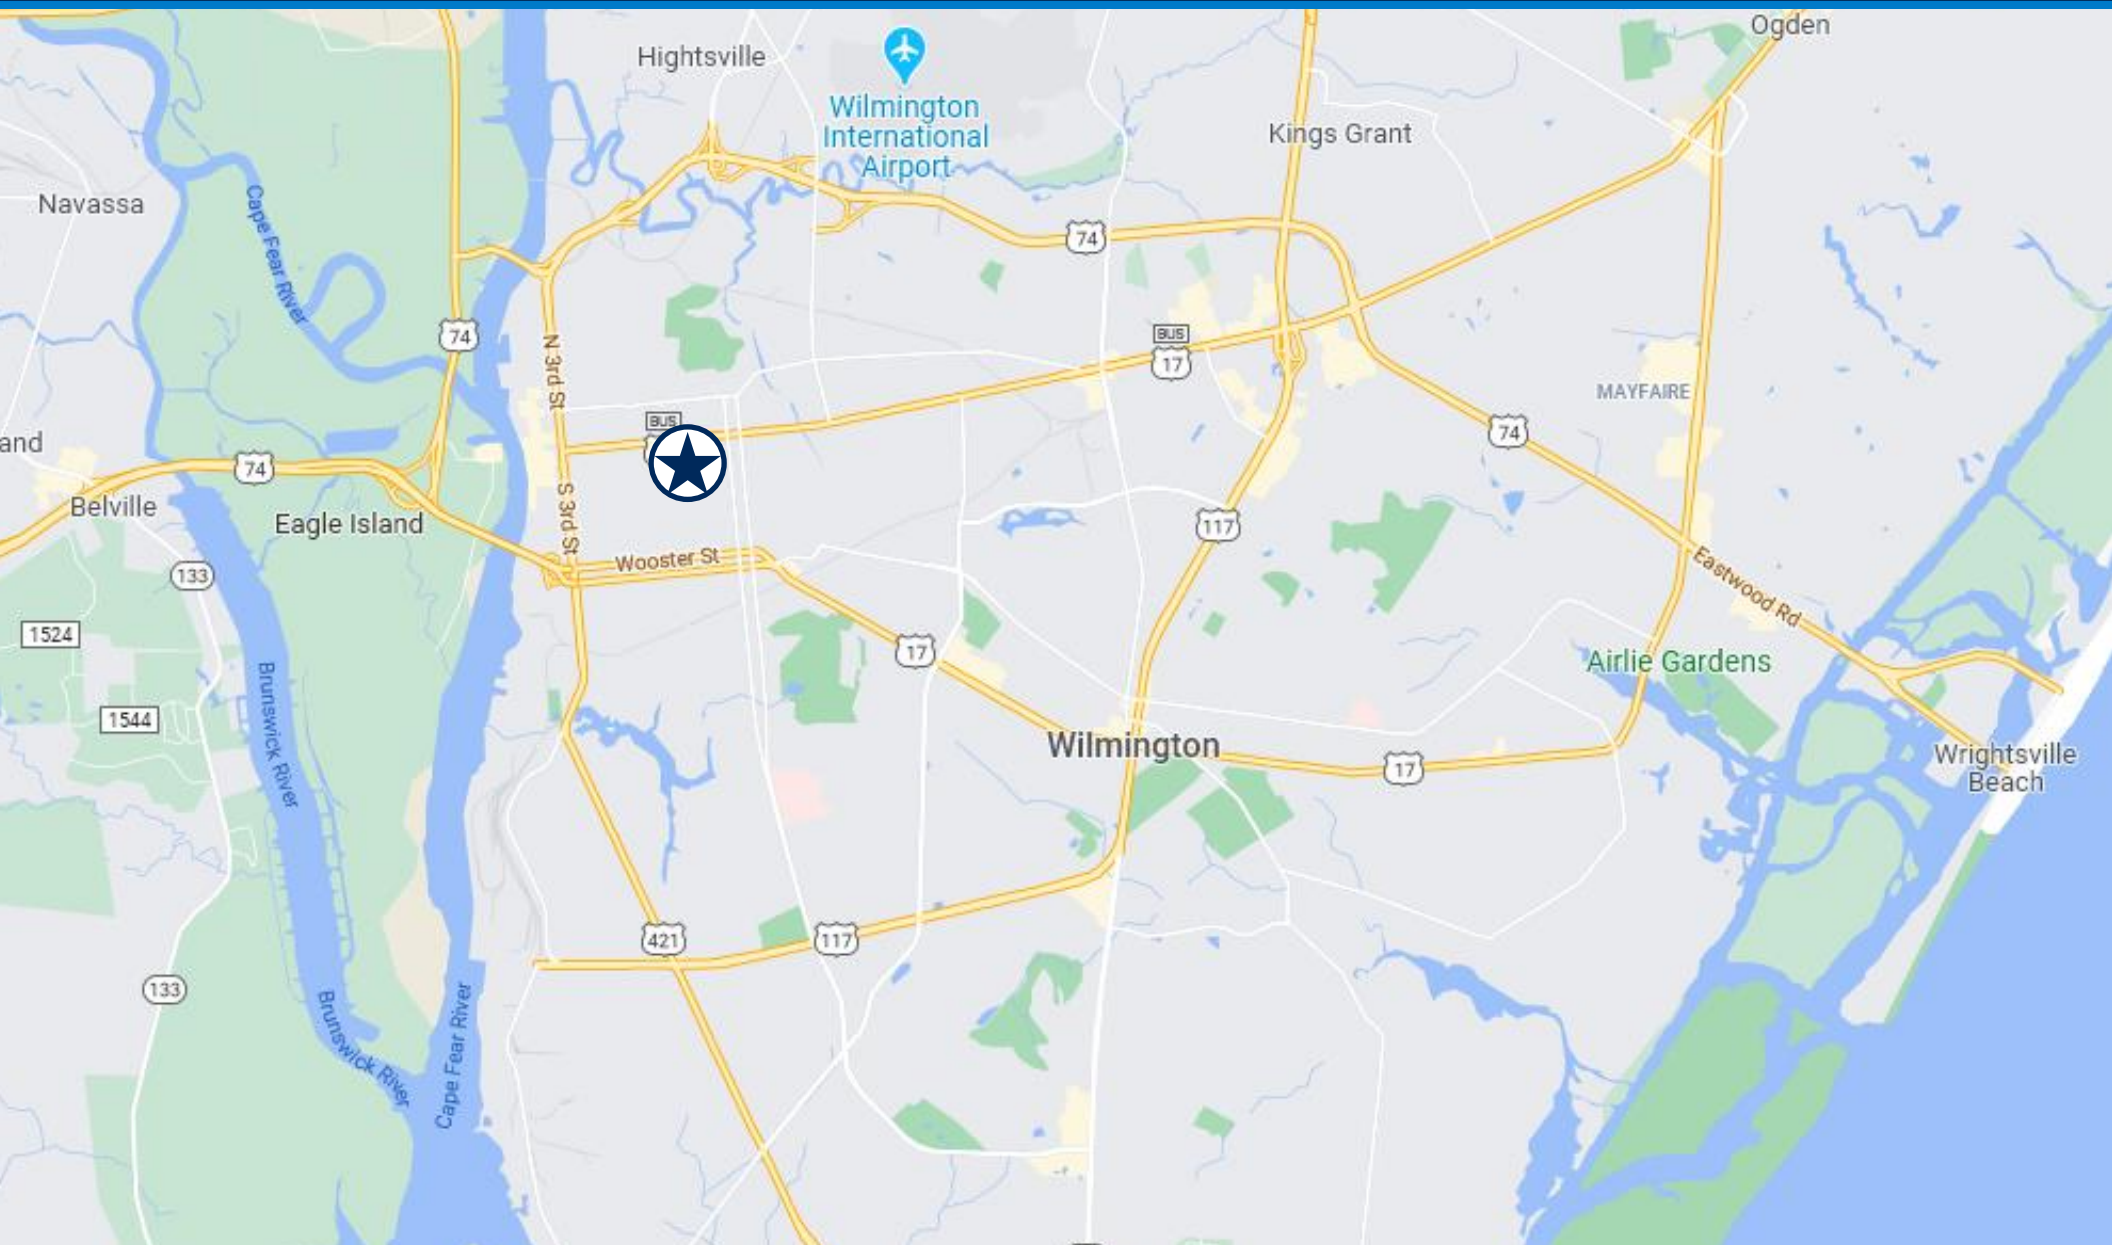 Ogden
Hightsville
Wilmington
International
Airport
Kings Grant
Navassa
Cape Fear River
74
74
N 3rd St
BUS
17
MAYFAIRE
BUS
74
and
74
Belville
Eagle Island
S 3rd St
117
Wooster St
Eastwood Rd
133
1524
17
Airlie Gardens
Brunswick River
1544
Wilmington
17
Wrightsville
Beach
421
117
133
Brunswick River
Cape Fear River